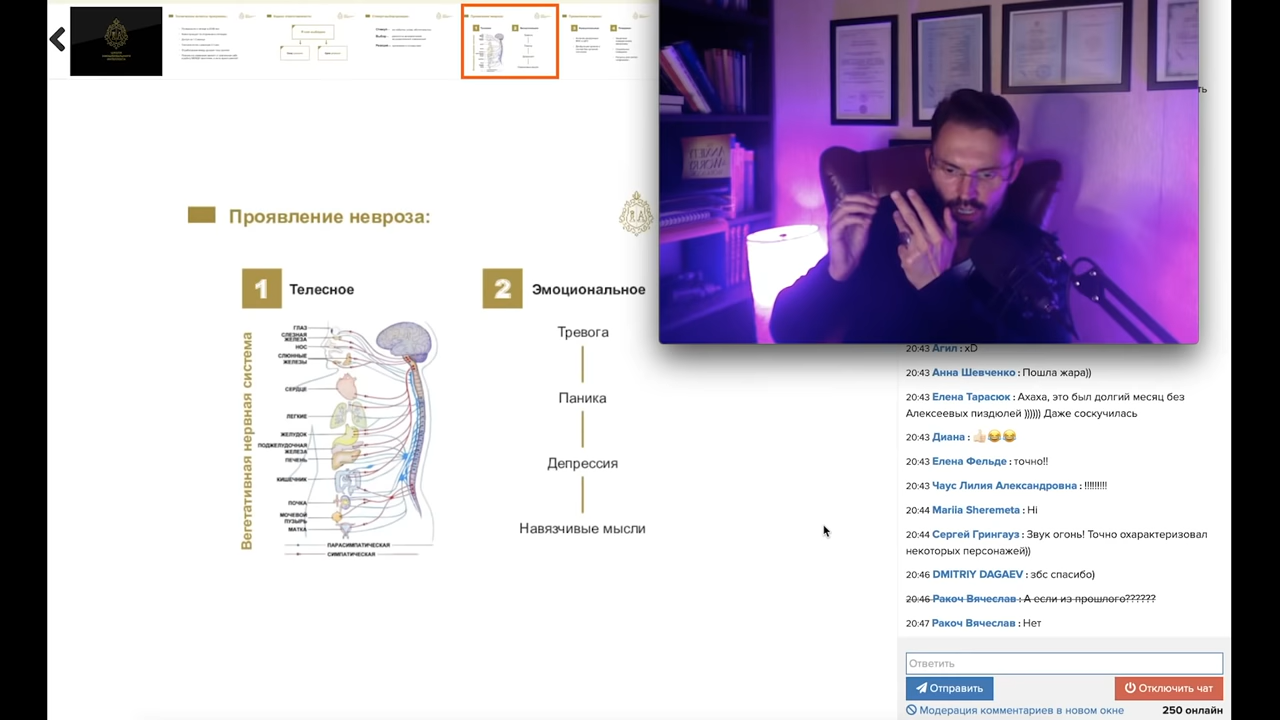 Проявление невроза:
1 Телесное
Вегетативная нервная система
ГЛАЗ
СЛЕЗНАЯ
ЖЕЛЕЗА
НОС
СЛЮННЫЕ
ЖЕЛЕЗЫ
СЕРДЦЕ
ЛЕГКИЕ
ЖЕЛУДОК
ПОДЖЕЛУДОЧНАЯ
ЖЕЛЕЗА
ПЕЧЕНЬ
КИШЕЧНИК
ПОЧКА
МОЧЕВОЙ
ПУЗЫРЬ
МАТКА
ПАРАСИМПАТИЧЕСКАЯ
СИМПАТИЧЕСКАЯ
2 Эмоциональное
Тревога
Паника
Депрессия
Навязчивые мысли
ть
20:43 Агил : xD
20:43 Анна Шевченко : Пошла жара))
20:43 Елена Тарасюк : Ахаха, это был долгий месяц без
Алексеевых пиздюлей )))))) Даже соскучилась
20:43 Диана : 👍🏻😂😂
20:43 Елена Фельде : точно!!
20:43 Чаус Лилия Александровна : !!!!!!!!!
20:44 Mariia Sheremeta : Hi
20:44 Сергей Грингауз : Звук огонь! Точно охарактеризовал
некоторых персонажей))
20:46 DMITRIY DAGAEV : збс спасибо)
20:46 Ракоч Вячеслав : А если из прошлого??????
20:47 Ракоч Вячеслав : Нет
Ответить
Отправить
Отключить чат
Модерация комментариев в новом окне
250 онлайн